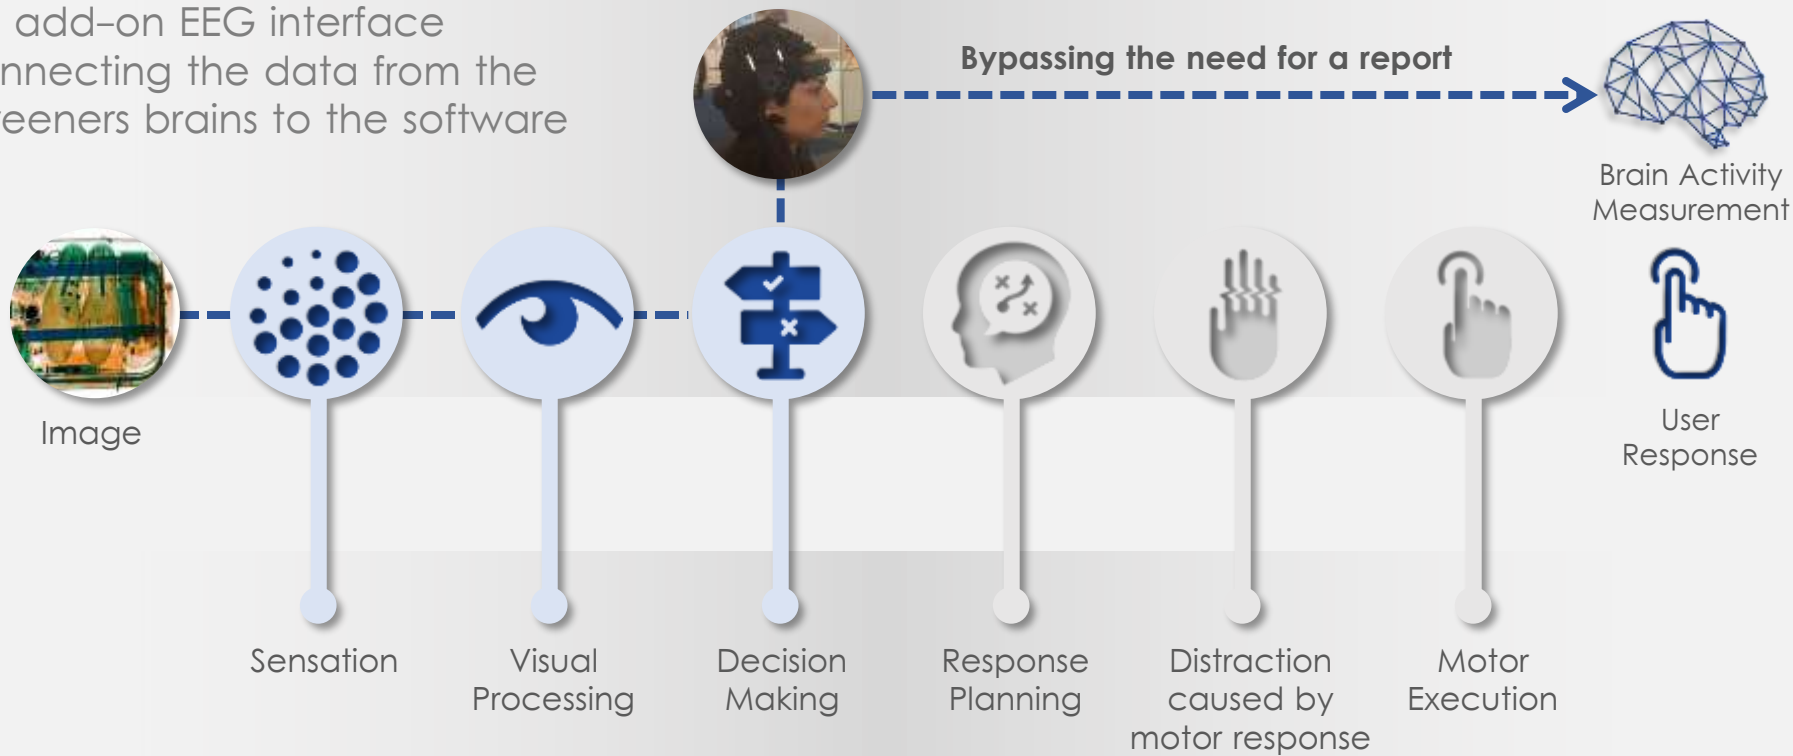 add-on EEG interface
nnecting the data from the
eeners brains to the software
Bypassing the need for a report
Brain Activity
Measurement
Image
User
Response
Sensation
Visual
Processing
Decision
Making
Response
Planning
Distraction
caused by
motor response
Motor
Execution